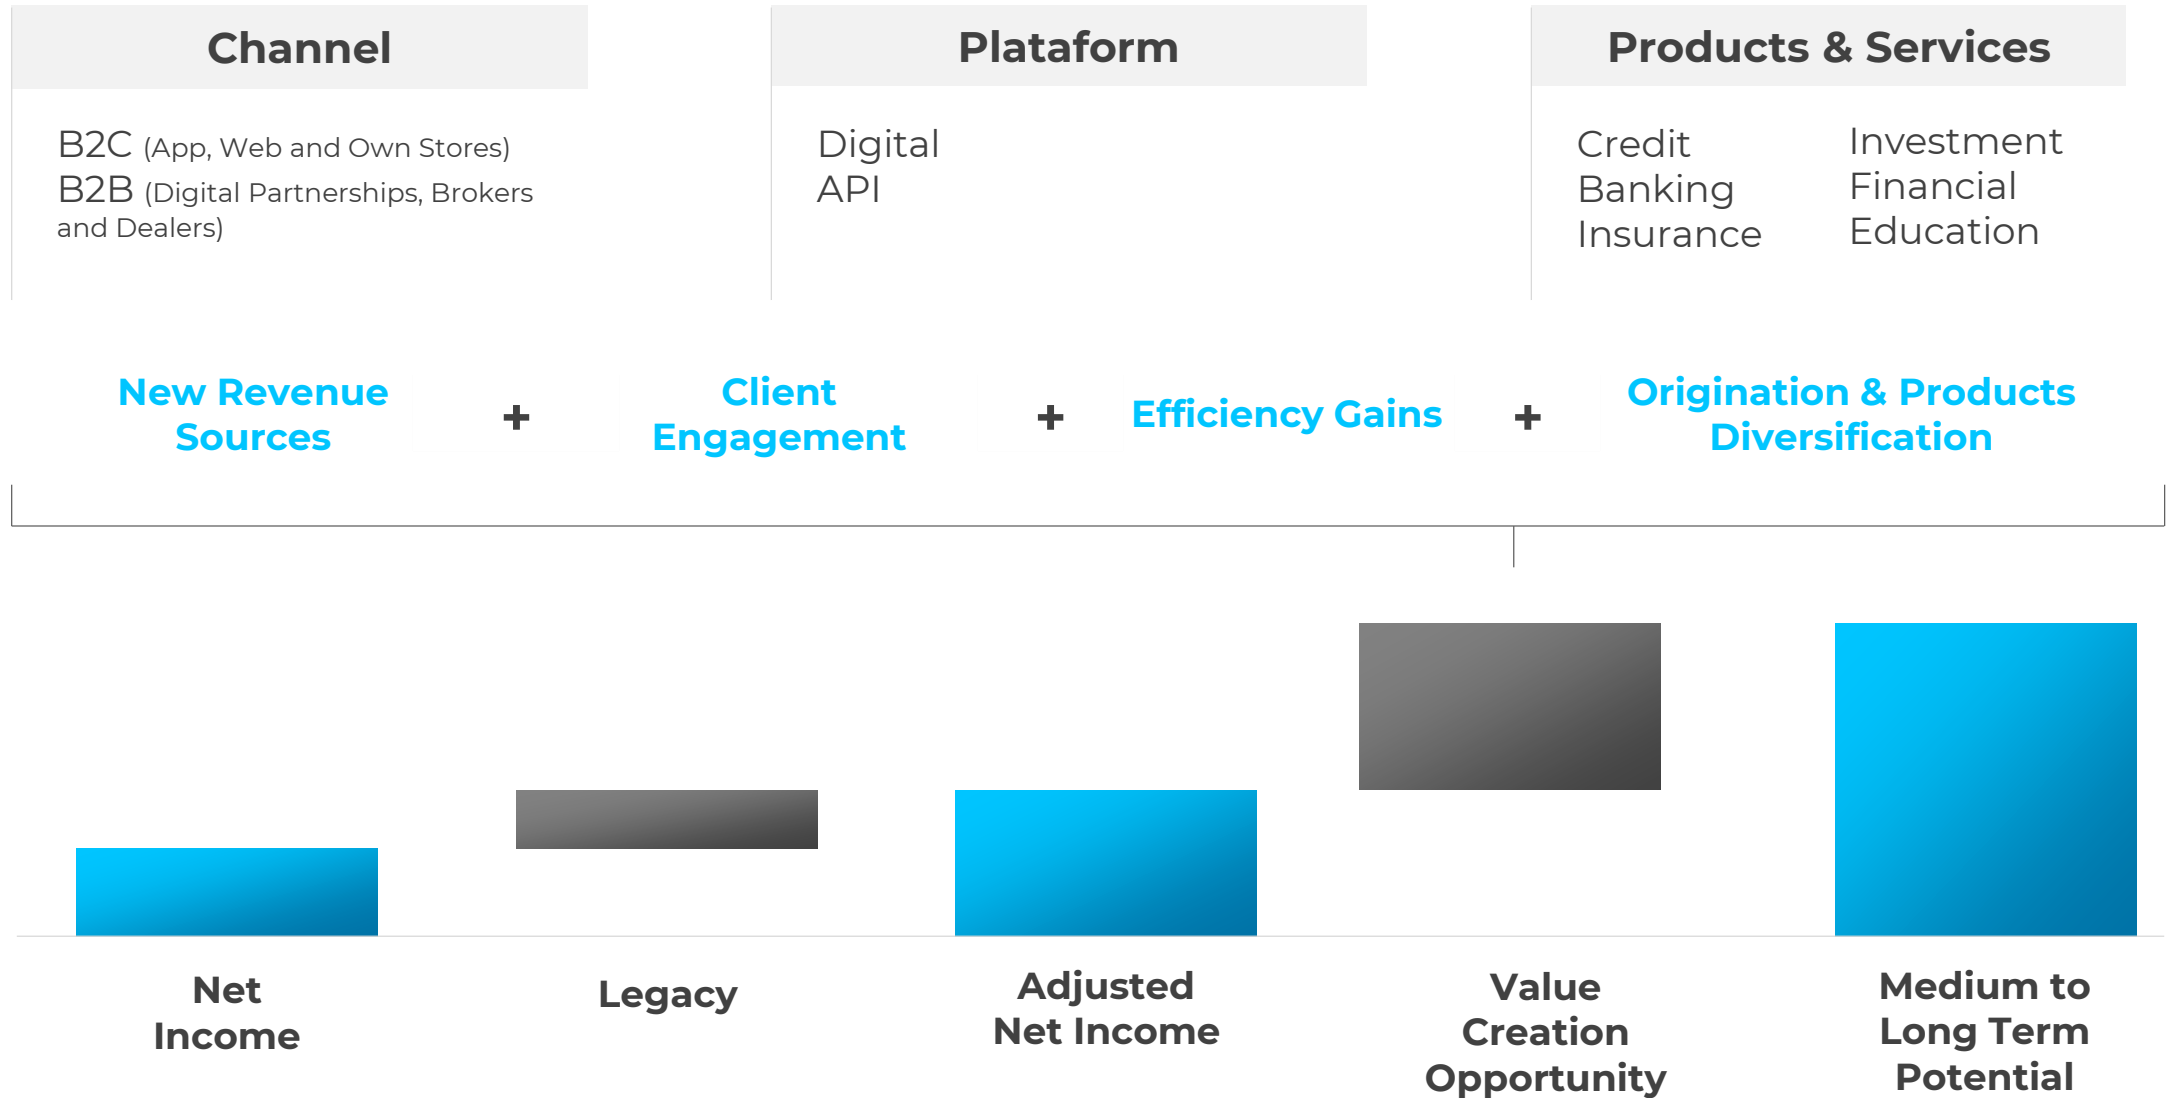 Channel
B2C (App, Web and Own Stores)
B2B (Digital Partnerships, Brokers
and Dealers)
Plataform
Digital
API
Products & Services
Credit
Banking
Insurance
Investment
Financial
Education
New Revenue
Sources
+
Client
Engagement
+
Efficiency Gains
+
Origination & Products
Diversification
Net
Income
Legacy
Adjusted
Net Income
Value
Creation
Opportunity
Medium to
Long Term
Potential